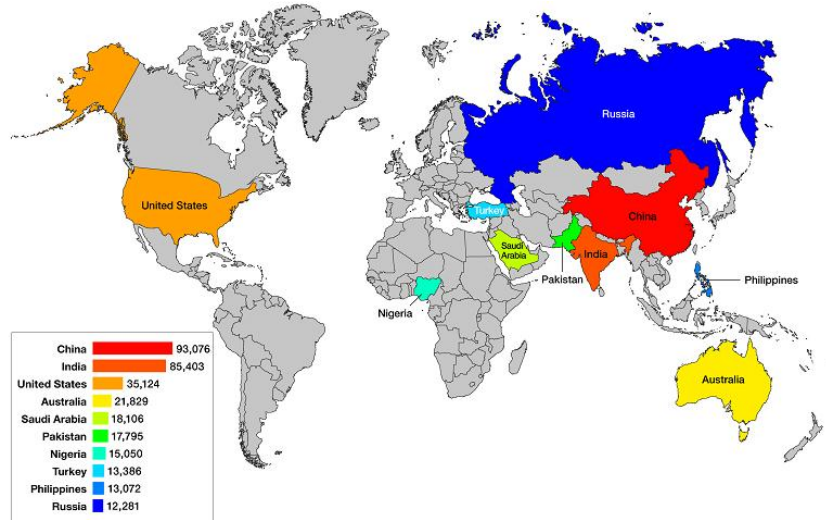 Russia
United States
Turkey
China
Saudi
Arabia
India
Pakistan
Philippines
Nigeria
Australia
China 93,076
India 85,403
United States 35,124
Australia 21,829
Saudi Arabia 18,106
Pakistan 17,795
Nigeria 15,050
Turkey 13,386
Philippines 13,072
Russia 12,281